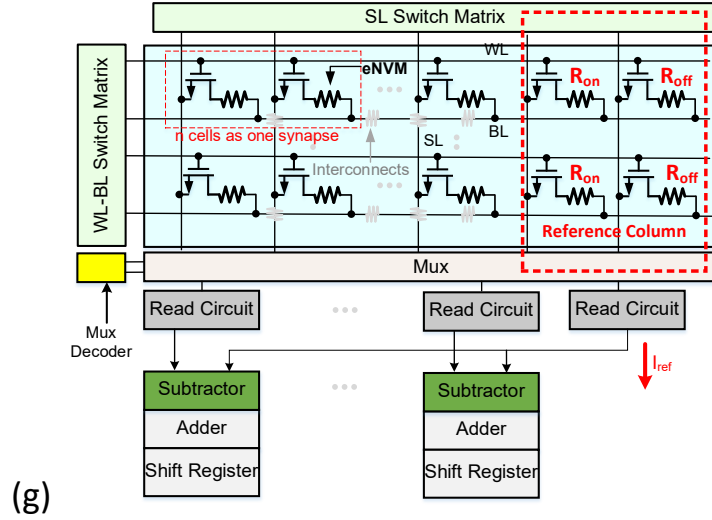 SL Switch Matrix
WL-BL Switch Matrix
WL
eNVM
Ron
Roff
n cells as one synapse
BL
SL
Interconnects
Ron
Roff
Reference Column
Mux
Mux
Decoder
Read Circuit
Read Circuit
Read Circuit
Iref
Subtractor
Subtractor
Adder
Adder
Shift Register
Shift Register
(g)